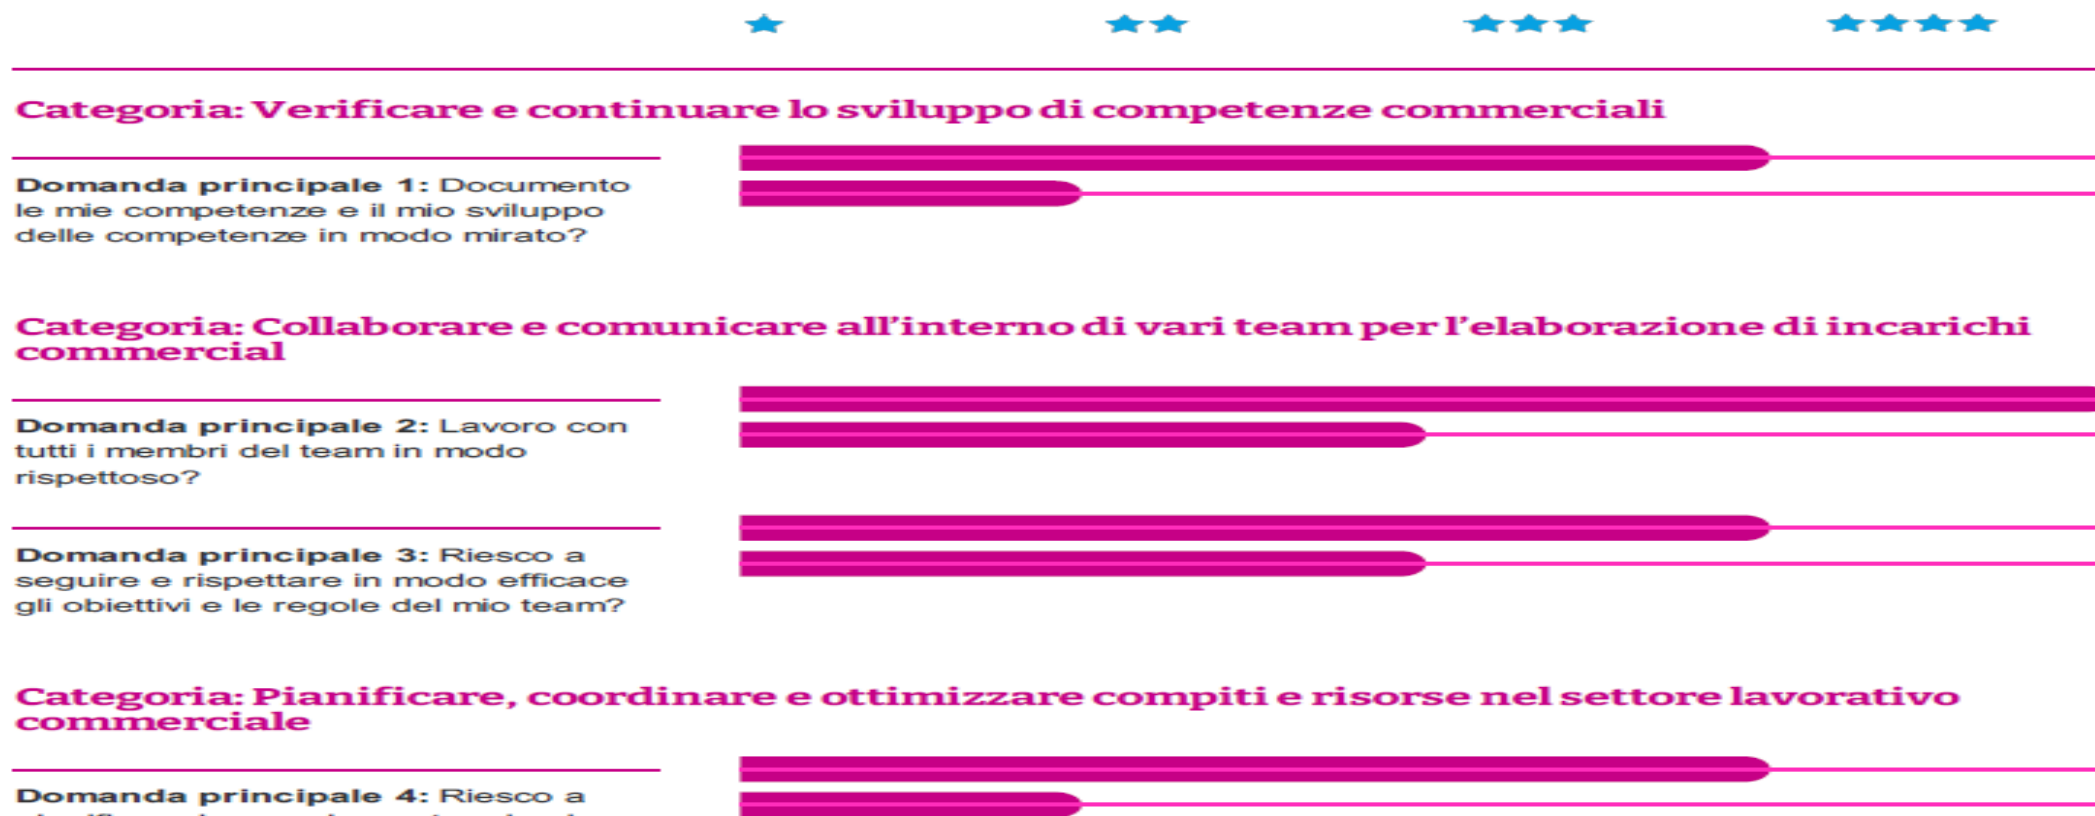 Categoria: Verificare e continuare lo sviluppo di competenze commerciali
Domanda principale 1: Documento
le mie competenze e il mio sviluppo
delle competenze in modo mirato?
Categoria: Collaborare e comunicare all'interno di vari team per l'elaborazione di incarichi
commercial
Domanda principale 2: Lavoro con
tutti i membri del team in modo
rispettoso?
Domanda principale 3: Riesco a
seguire e rispettare in modo efficace
gli obiettivi e le regole del mio team?
Categoria: Pianificare, coordinare e ottimizzare compiti e risorse nel settore lavorativo
commerciale
Domanda principale 4: Riesco a